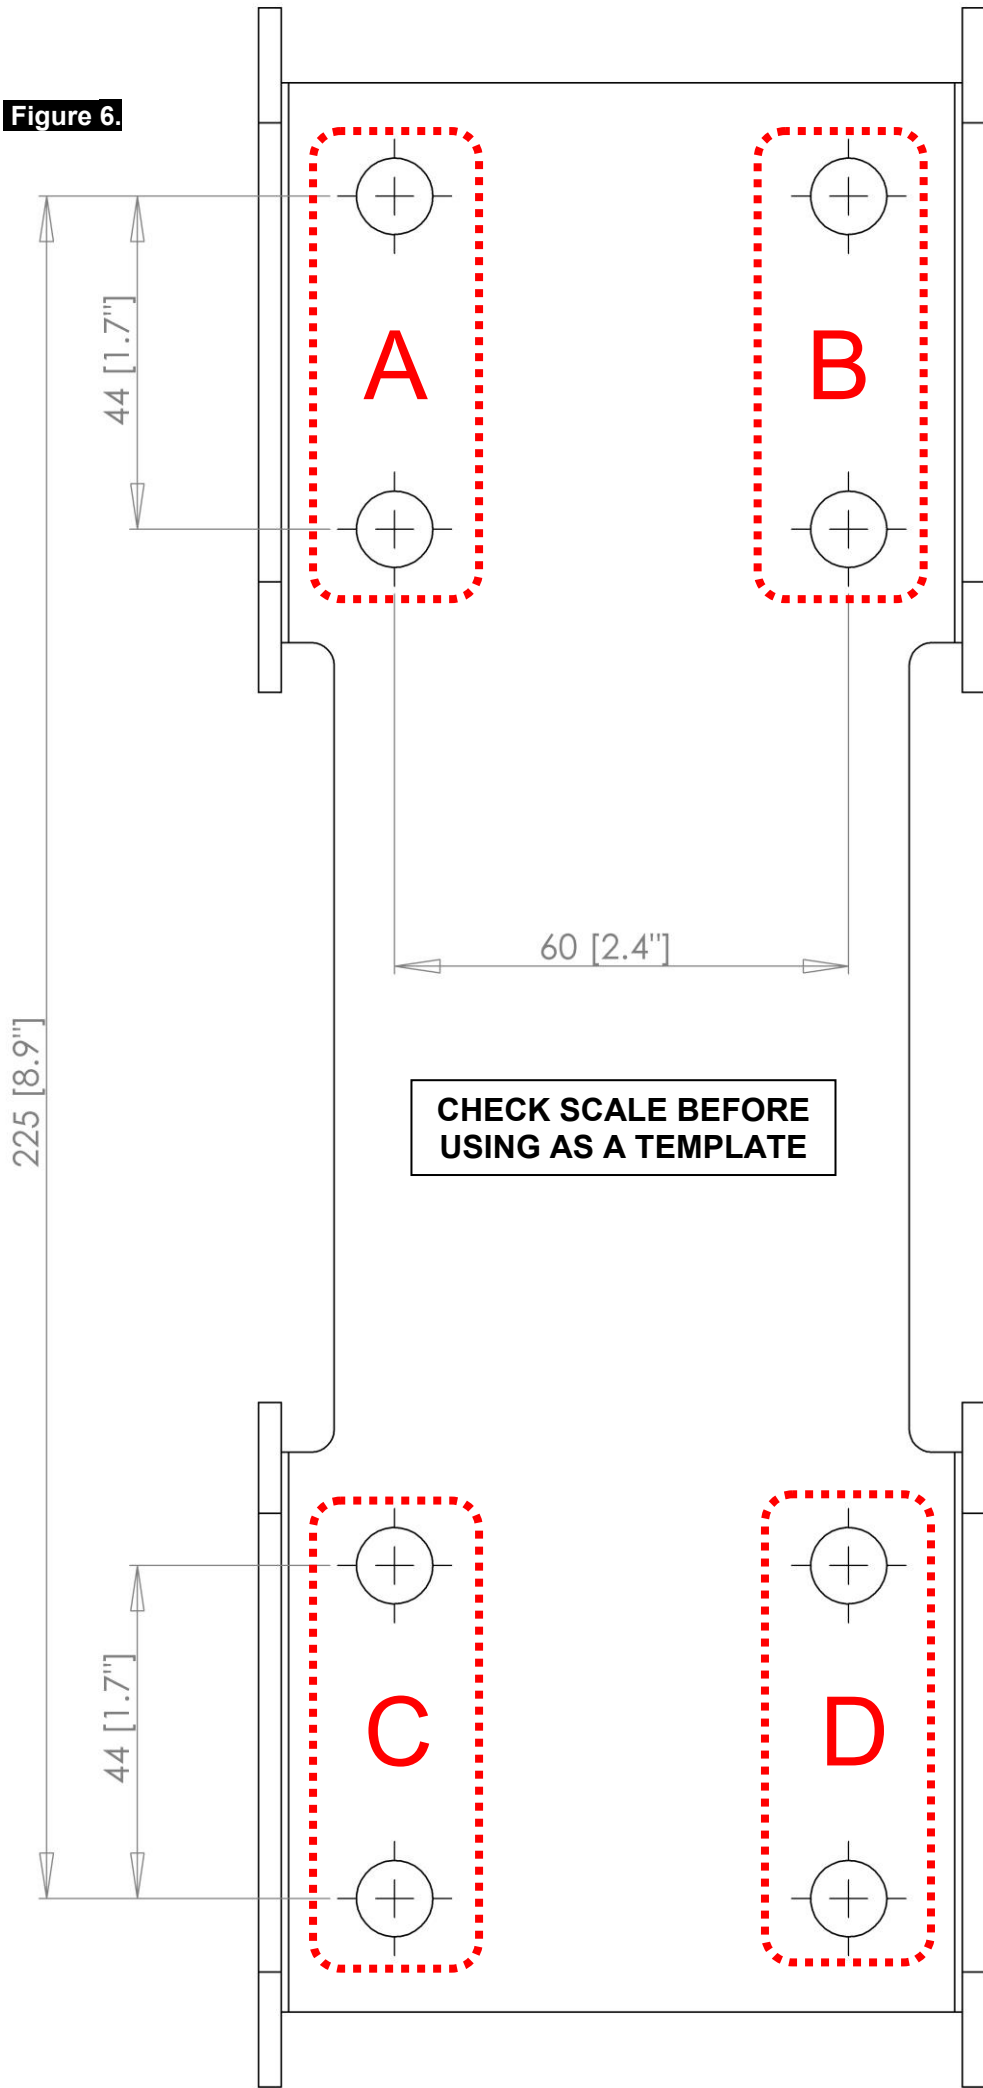 Figure 6.
44 [1.7"]
A
B
60 [2.4"]
225 [8.9"]
CHECK SCALE BEFORE
USING AS A TEMPLATE
44 [1.7"]
C
D